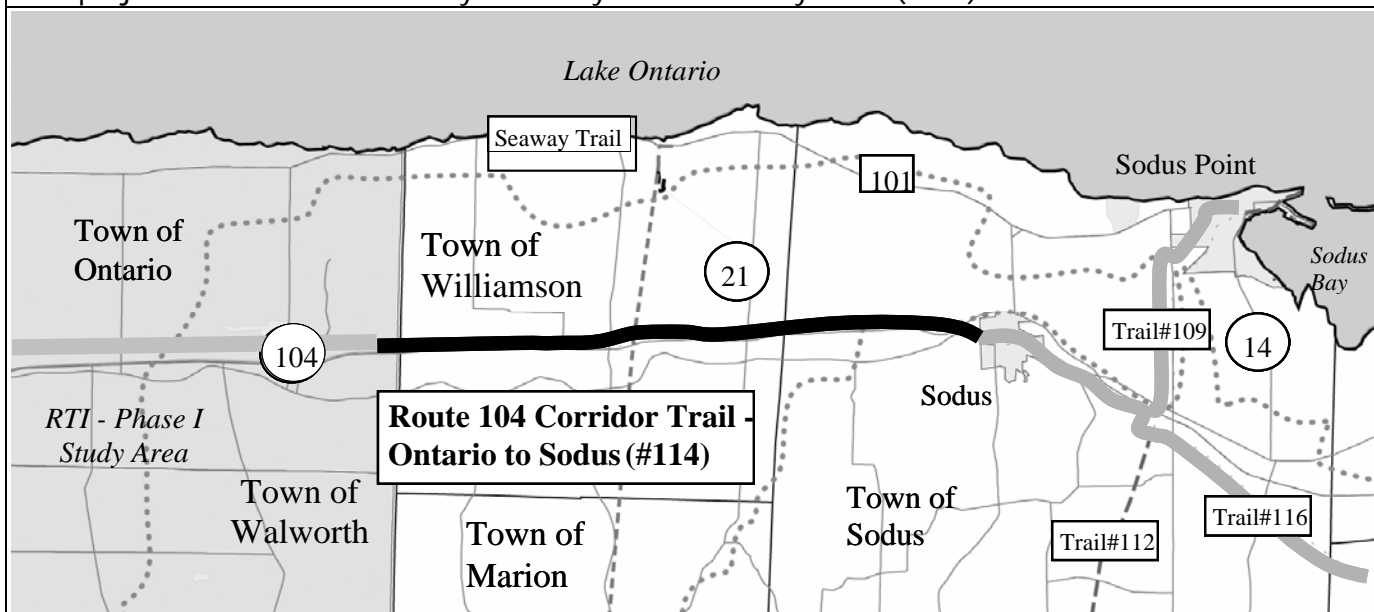 Lake Ontario
Seaway Trail
101
Sodus Point
Town of
Ontario
Town of
Williamson
21
Sodus
Bay
104
Trail#109
14
Sodus
RTI - Phase I
Study Area
Route 104 Corridor Trail -
Ontario to Sodus (#114)
Town of
Walworth
Town of
Marion
Town of
Sodus
Trail#112
Trail#116